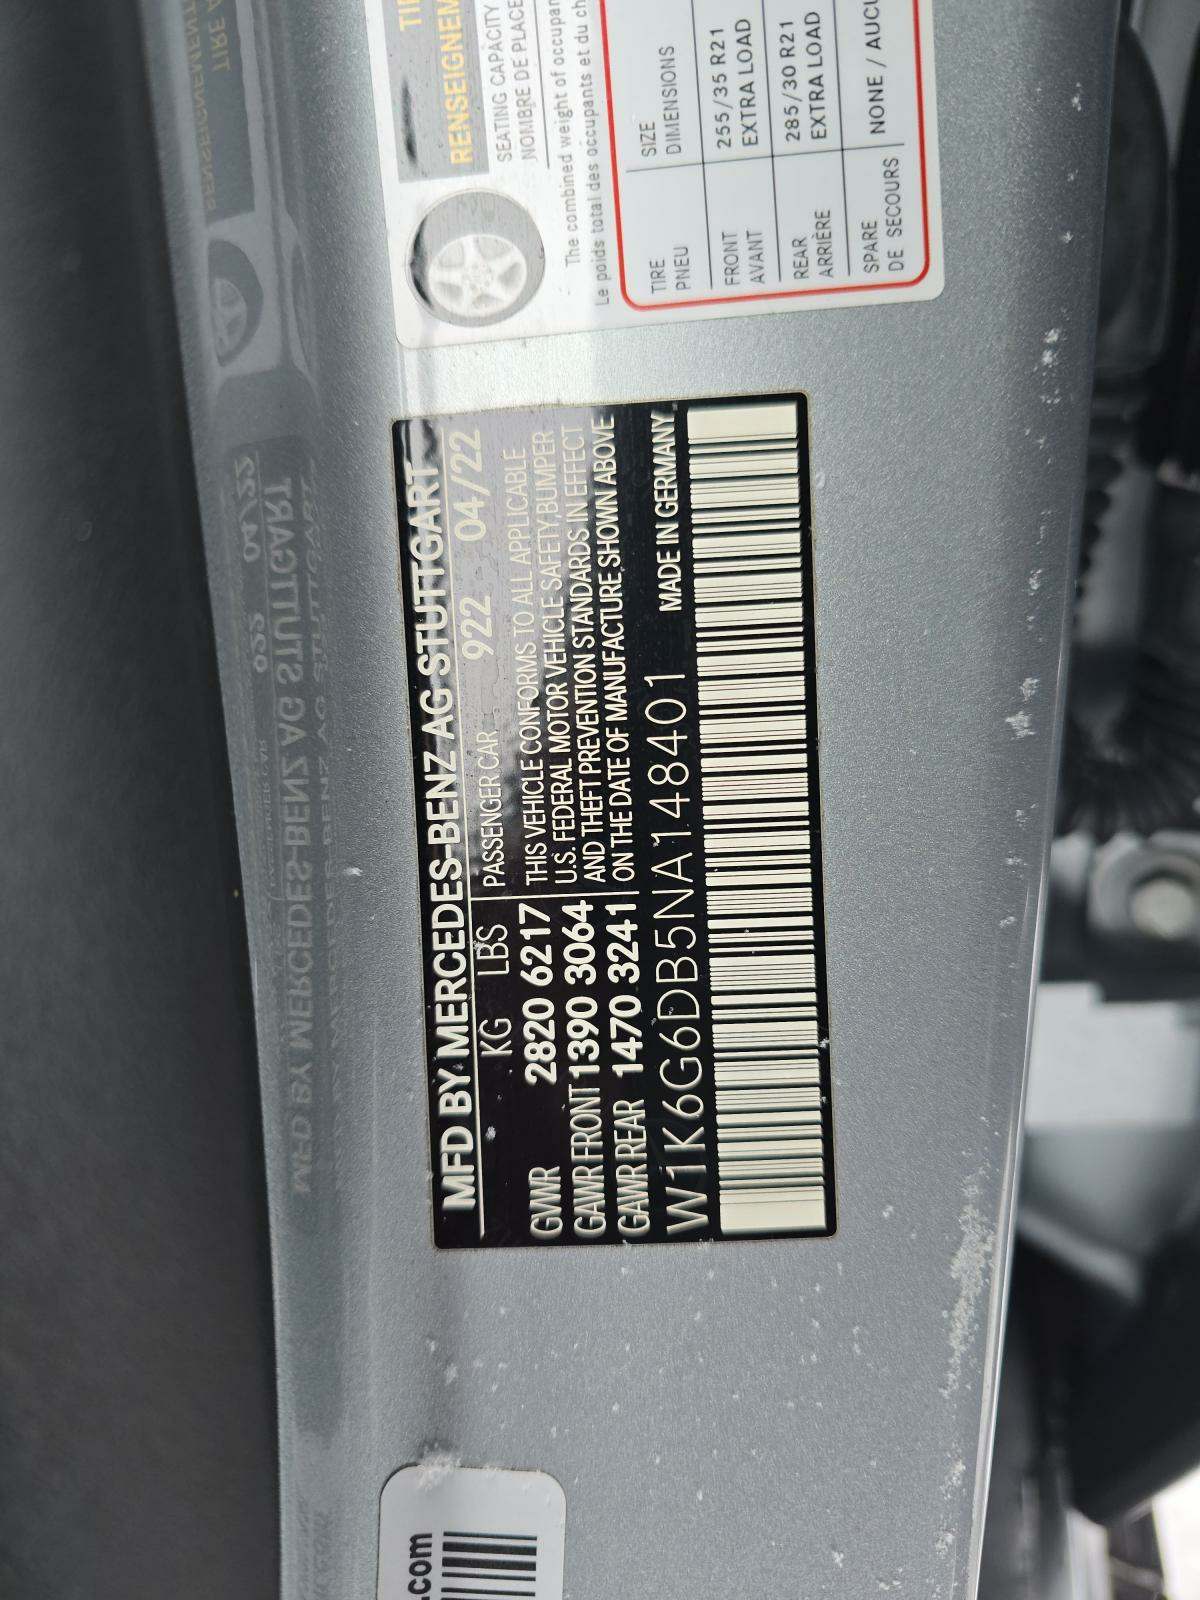 MFD BY MERCEDES-BENZ AG STUTTGART
KG LBS PASSENGER CAR 922 04/22
GVWR 2820 6217 THIS VEHICLE CONFORMS TO ALL APPLICABLE
U.S. FEDERAL MOTOR VEHICLE SAFETY,BUMPER
GAWR FRONT 1390 3064 AND THEFT PREVENTION STANDARDS IN EFFECT
GAWR REAR 1470 3241 ON THE DATE OF MANUFACTURE SHOWN ABOVE
MADE IN GERMANY
W1K6G6DB5NA148401
RENSEIGNEM
SEATING CAPACITY
NOMBRE DE PLACE
The combined weight of occupan
Le poids total des occupants et du ch
TIRE SIZE
PNEU DIMENSIONS
FRONT 255/35 R21
AVANT EXTRA LOAD
REAR 285/30 R21
ARRIÈRE EXTRA LOAD
SPARE NONE / AUCU
DE SECOURS
.com